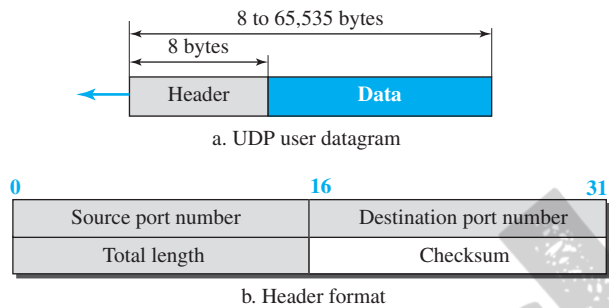 8 to 65,535 bytes
8 bytes
Header Data
a. UDP user datagram
0 16 31
Source port number Destination port number
Total length Checksum
b. Header format